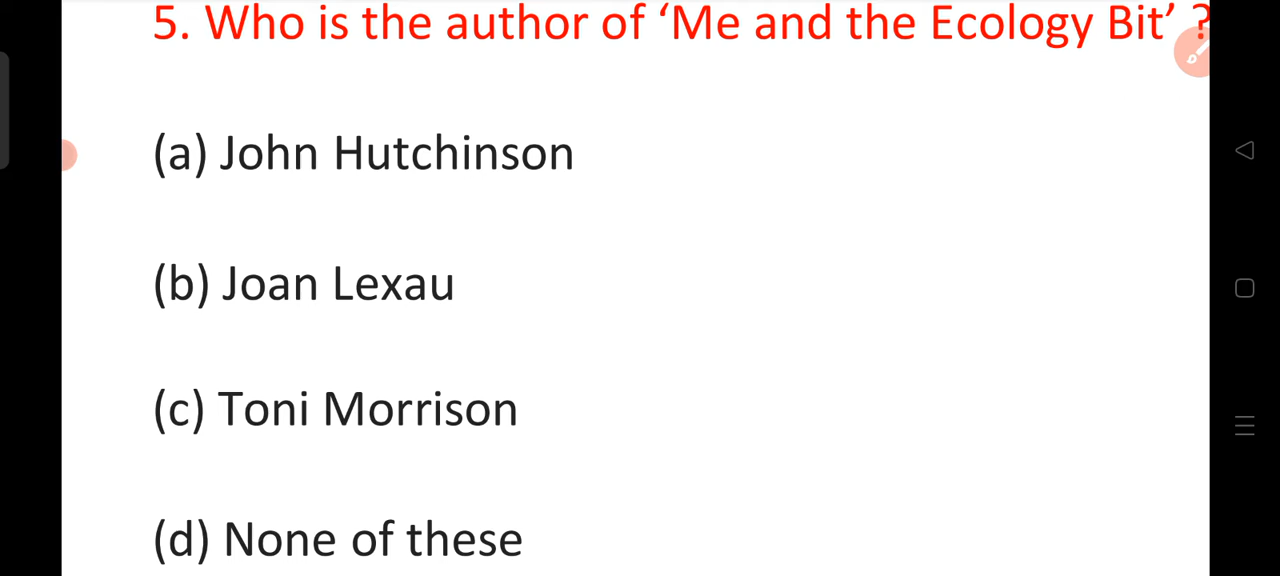 5. Who is the author of ‘Me and the Ecology Bit’ ?
(a) John Hutchinson
(b) Joan Lexau
(c) Toni Morrison
(d) None of these